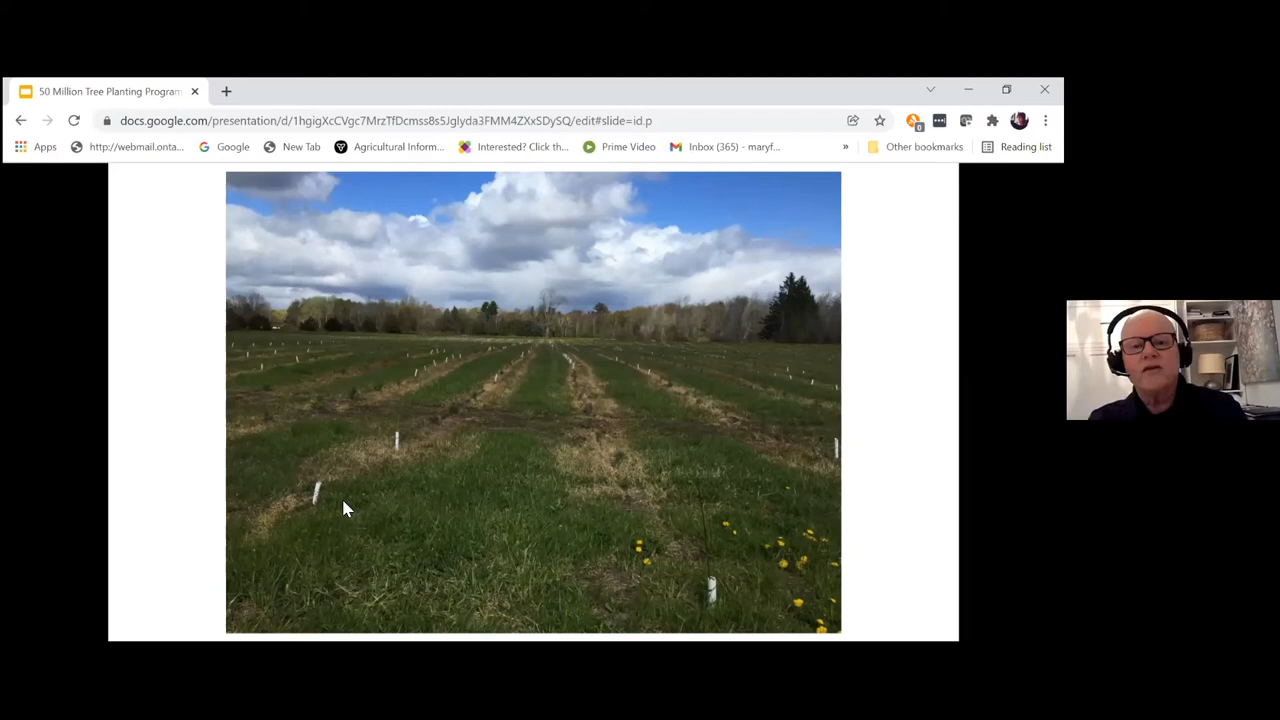 50 Million Tree Planting Program
docs.google.com/presentation/d/1hgigXcCVgc7MrzTfDcmss8s5Jglyda3FMM4ZXxSDySQ/edit#slide=id.p
0
Apps http://webmail.onta... Google New Tab Agricultural Inform... Interested? Click th... Prime Video Inbox (365) - maryf... » Other bookmarks Reading list